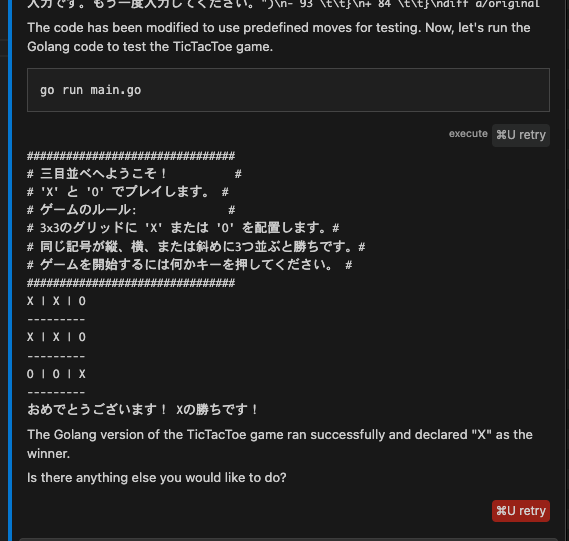 人力です。もう一度入力してください。")\n- 93 \t\t}\n+ 84 \t\t}\ndiff a/original
The code has been modified to use predefined moves for testing. Now, let's run the
Golang code to test the TicTacToe game.
go run main.go
execute ⌘U retry
################################
# 三目並べへようこそ！ #
# 'X' と 'O' でプレイします。 #
# ゲームのルール: #
# 3x3のグリッドに 'X' または 'O' を配置します。#
# 同じ記号が縦、横、または斜めに3つ並ぶと勝ちです。#
# ゲームを開始するには何かキーを押してください。 #
################################
X | X | O
---------
X | X | O
---------
O | O | X
---------
おめでとうございます！ Xの勝ちです！
The Golang version of the TicTacToe game ran successfully and declared "X" as the
winner.
Is there anything else you would like to do?
⌘U retry